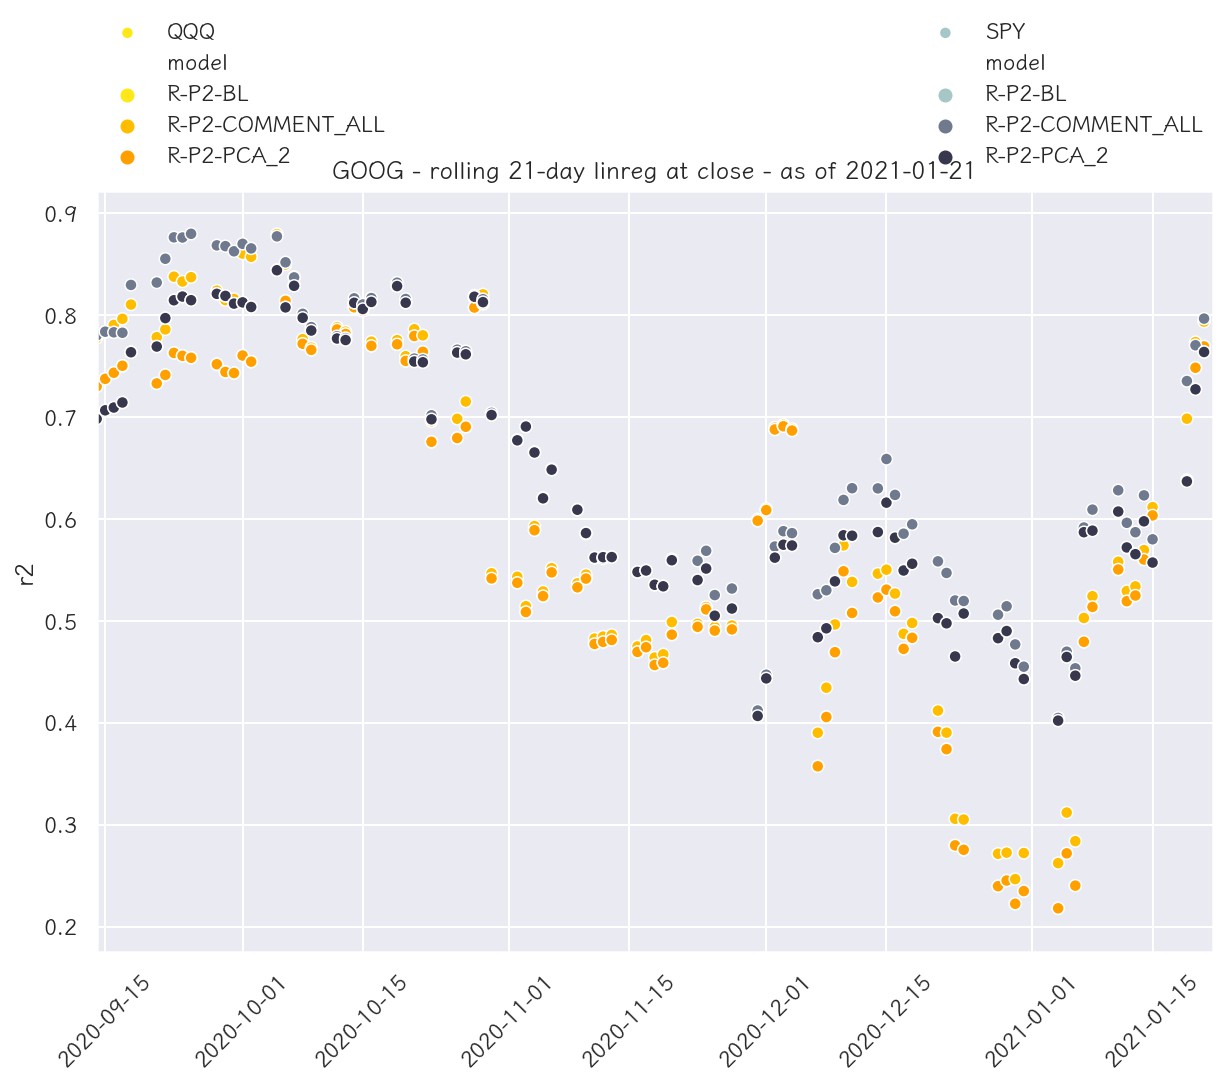 QQQ
model
R-P2-BL
R-P2-COMMENT_ALL
R-P2-PCA_2
SPY
model
R-P2-BL
R-P2-COMMENT_ALL
R-P2-PCA_2
GOOG - rolling 21-day linreg at close - as of 2021-01-21
r2
0.9
0.8
0.7
0.6
0.5
0.4
0.3
0.2
2020-09-15
2020-10-01
2020-10-15
2020-11-01
2020-11-15
2020-12-01
2020-12-15
2021-01-01
2021-01-15